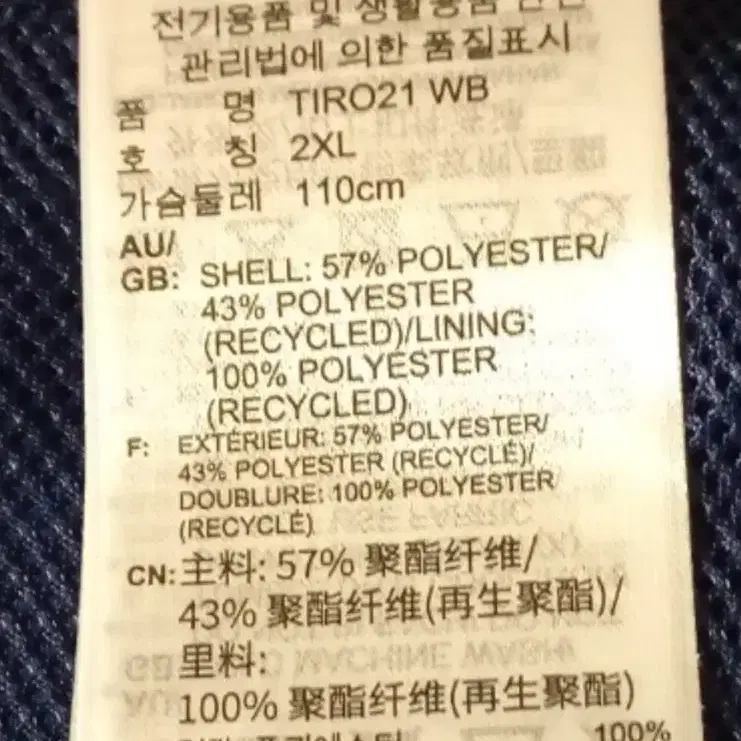 전기용품 및 생활용품 안전
관리법에 의한 품질표시
품 명 TIRO21 WB
호 칭 2XL
가슴둘레 110cm
AU/
GB: SHELL: 57% POLYESTER/
43% POLYESTER
(RECYCLED)/LINING:
100% POLYESTER
(RECYCLED)
F: EXTÉRIEUR: 57% POLYESTER/
43% POLYESTER (RECYCLÉ)/
DOUBLURE: 100% POLYESTER
(RECYCLÉ)
CN: 主料: 57% 聚酯纤维/
43% 聚酯纤维(再生聚酯)/
里料:
100% 聚酯纤维(再生聚酯)
100%